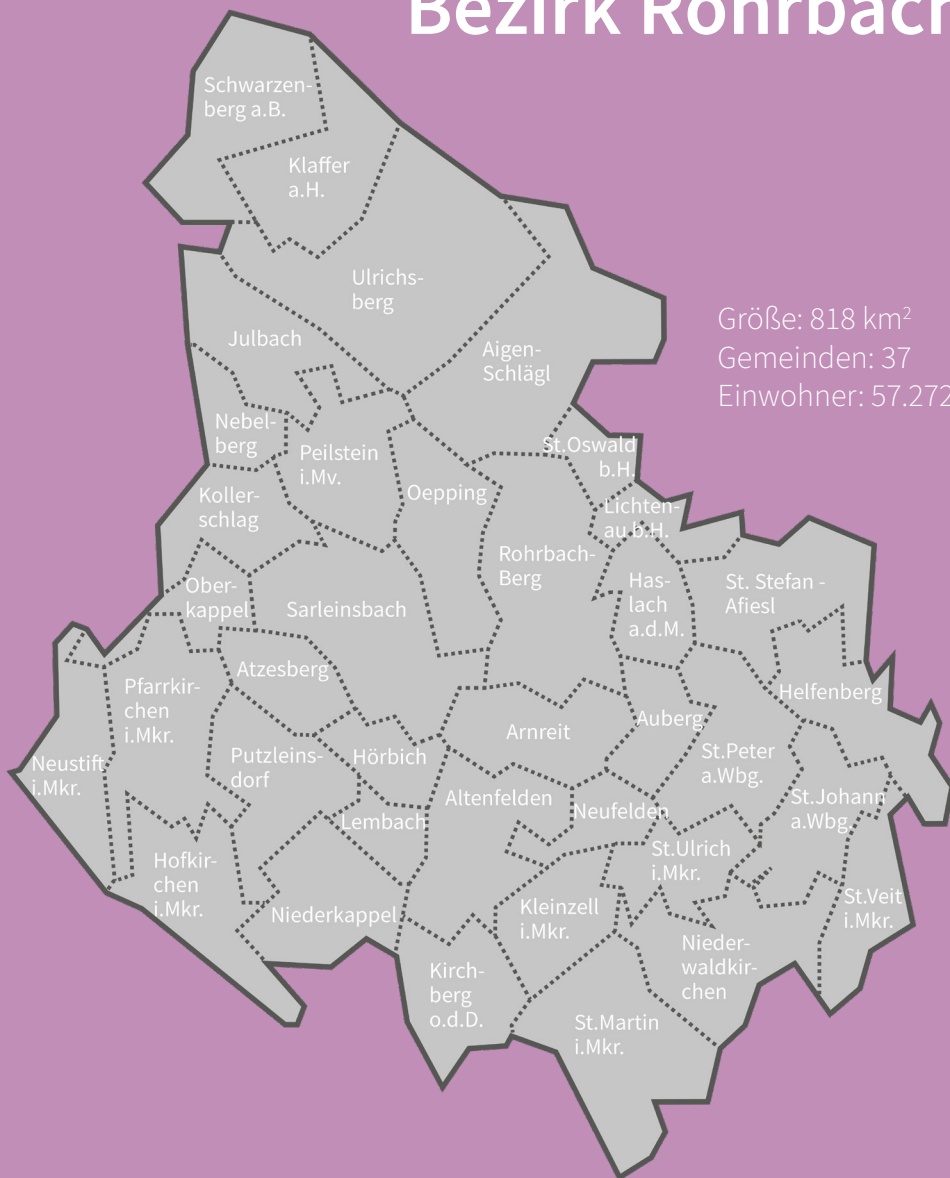 Bezirk Rohrbach
Schwarzen-
berg a.B.
Klaffer
a.H.
Ulrichs-
berg
Größe: 818 km²
Gemeinden: 37
Einwohner: 57.272
Julbach
Aigen-
Schlägl
Nebel-
berg
Peilstein
i.Mv.
St.Oswald
b.H.
Oepping
Koller-
schlag
Lichten-
au b.H.
Rohrbach-
Berg
Ober-
kappel
Sarleinsbach
Has-
lach
a.d.M.
St. Stefan -
Afiesl
Atzesberg
Pfarrkir-
chen
i.Mkr.
Helfenberg
Auberg
Arnreit
Neustift
i.Mkr.
Putzleins-
dorf
Hörbich
St.Peter
a.Wbg.
Altenfelden
Neufelden
St.Johann
a.Wbg.
Lembach
Hofkir-
chen
i.Mkr.
St.Ulrich
i.Mkr.
Niederkappel
Kleinzell
i.Mkr.
St.Veit
i.Mkr.
Kirch-
berg
o.d.D.
Nieder-
waldkir-
chen
St.Martin
i.Mkr.